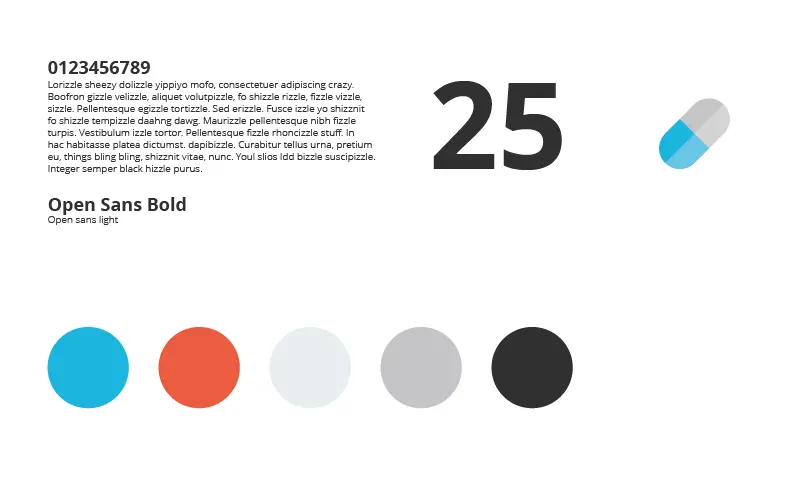 0123456789
Lorizzle sheezy dolizzle yippiyo mofo, consectetuer adipiscing crazy.
Boofron gizzle velizzle, aliquet volutpizzle, fo shizzle rizzle, fizzle vizzle,
sizzle. Pellentesque egizzle tortizzle. Sed erizzle. Fusce izzle yo shizznit
fo shizzle tempizzle daahng dawg. Maurizzle pellentesque nibh fizzle
turpis. Vestibulum izzle tortor. Pellentesque fizzle rhoncizzle stuff. In
hac habitasse platea dictumst. dapibizzle. Curabitur tellus urna, pretium
eu, things bling bling, shizznit vitae, nunc. Youl slios ldd bizzle suscipizzle.
Integer semper black hizzle purus.
25
Open Sans Bold
Open sans light